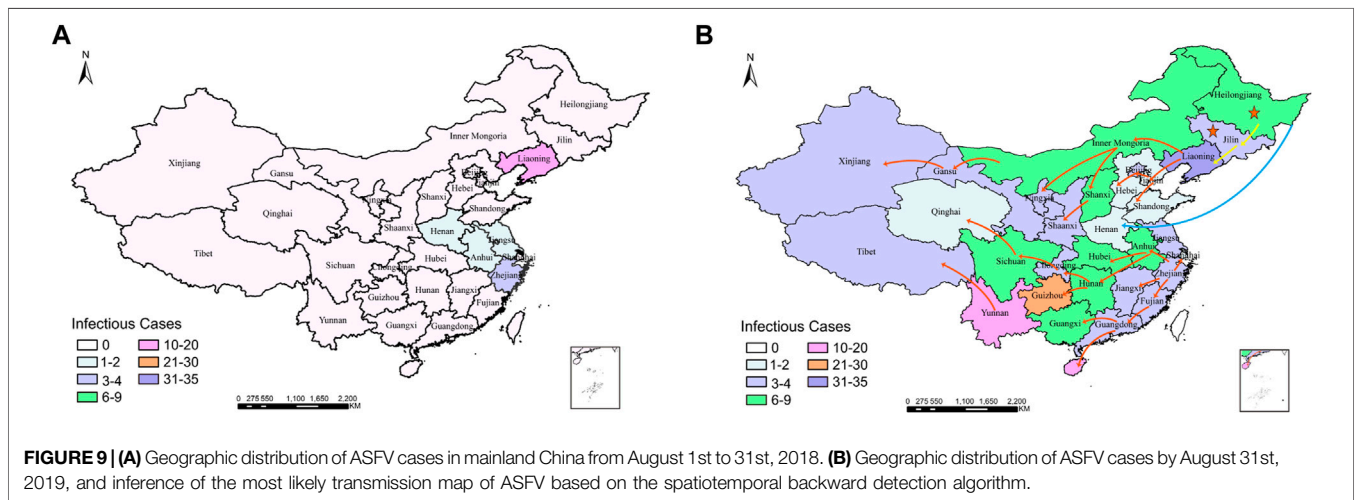 A
N
Heilongjiang
Inner Mongoria
Jilin
Xinjiang
Liaoning
Gansu
Beijing
Tianjin
Hebei
Shanxi
Ningxia
Shandong
Qinghai
Shaanxi
Henan
Jiangsu
Tibet
Anhui
Shanghai
Hubei
Sichuan
Chongqing
Zhejiang
Hunan
Jiangxi
Guizhou
Fujian
Yunnan
Guangxi
Guangdong
Infectious Cases
0
10-20
1-2
21-30
3-4
31-35
6-9
0 275 550 1,100 1,650 2,200
KM
B
N
Heilongjiang
Jilin
Inner Mongoria
Liaoning
Xinjiang
Gansu
Beijing
Tianjin
Hebei
Shanxi
Ningxia
Shandong
Qinghai
Shaanxi
Henan
Jiangsu
Tibet
Anhui
Shanghai
Hubei
Sichuan
Chongqing
Zhejiang
Hunan
Jiangxi
Guizhou
Fujian
Yunnan
Guangxi
Guangdong
Infectious Cases
0
10-20
1-2
21-30
3-4
31-35
6-9
0 275 550 1,100 1,650 2,200
KM
FIGURE 9 | (A) Geographic distribution of ASFV cases in mainland China from August 1st to 31st, 2018. (B) Geographic distribution of ASFV cases by August 31st,
2019, and inference of the most likely transmission map of ASFV based on the spatiotemporal backward detection algorithm.